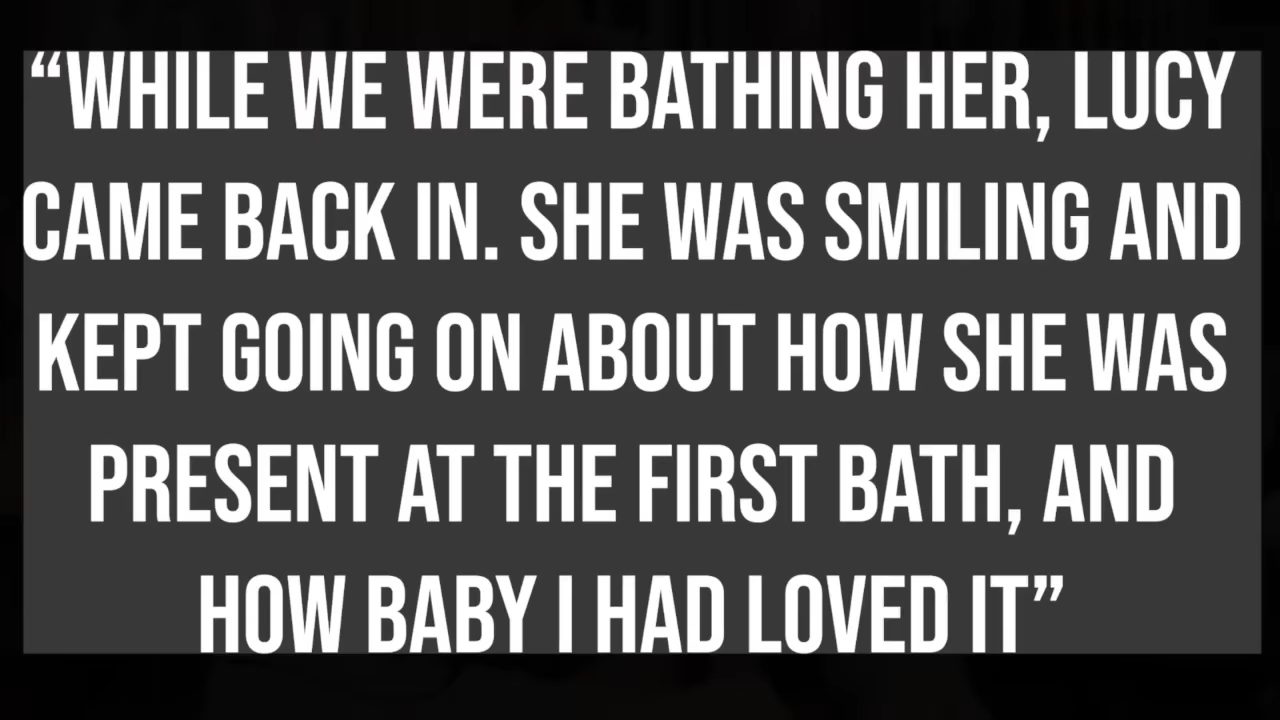 “WHILE WE WERE BATHING HER, LUCY
CAME BACK IN. SHE WAS SMILING AND
KEPT GOING ON ABOUT HOW SHE WAS
PRESENT AT THE FIRST BATH, AND
HOW BABY I HAD LOVED IT”